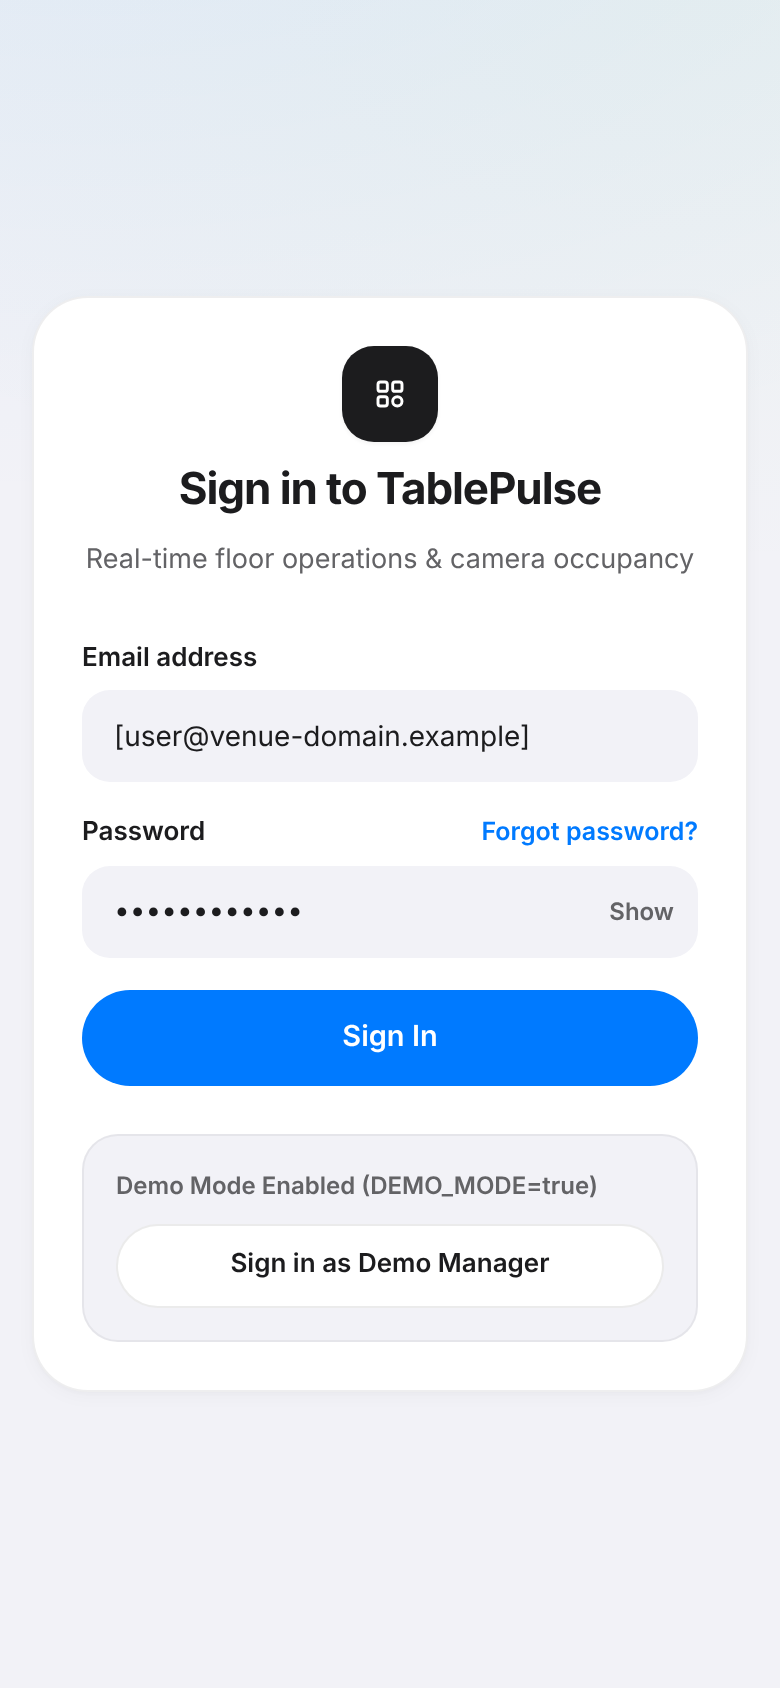 Sign in to TablePulse
Real-time floor operations & camera occupancy
Email address
[user@venue-domain.example]
Password
Forgot password?
••••••••••••
Show
Sign In
Demo Mode Enabled (DEMO_MODE=true)
Sign in as Demo Manager